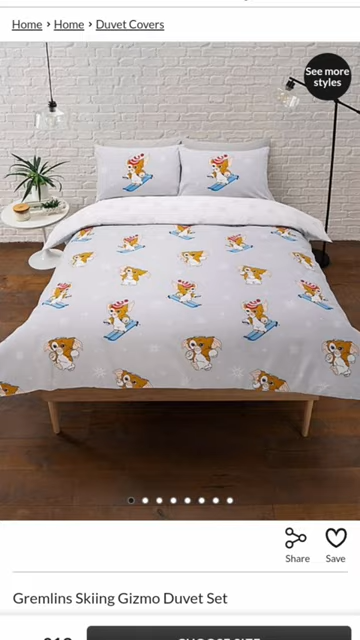 Home › Home › Duvet Covers
See more
styles
Share
Save
Gremlins Skiing Gizmo Duvet Set